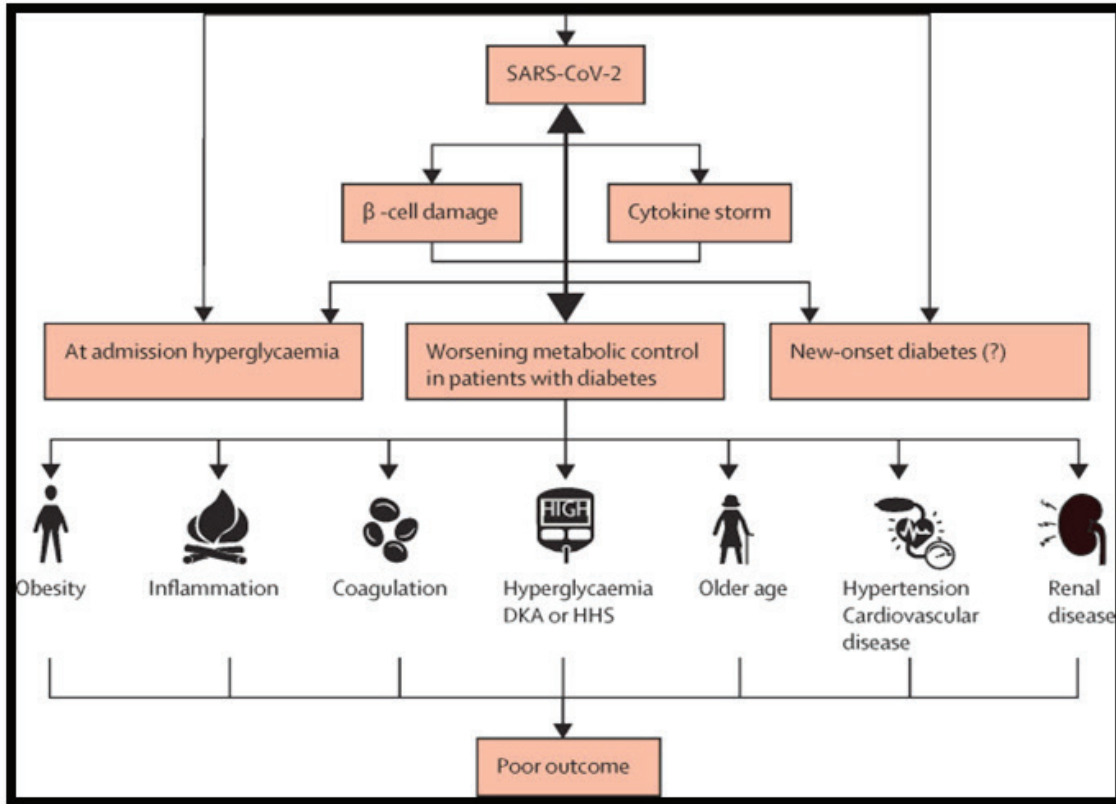 SARS-CoV-2
β -cell damage
Cytokine storm
At admission hyperglycaemia
Worsening metabolic control
in patients with diabetes
New-onset diabetes (?)
HIGH
Obesity
Inflammation
Coagulation
Hyperglycaemia
DKA or HHS
Older age
Hypertension
Cardiovascular
disease
Renal
disease
Poor outcome